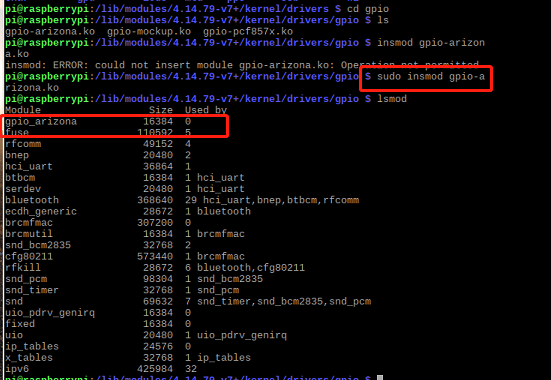 pi@raspberrypi:/lib/modules/4.14.79-v7+/kernel/drivers $ cd gpio
pi@raspberrypi:/lib/modules/4.14.79-v7+/kernel/drivers/gpio $ ls
gpio-arizona.ko  gpio-mockup.ko  gpio-pcf857x.ko
pi@raspberrypi:/lib/modules/4.14.79-v7+/kernel/drivers/gpio $ insmod gpio-arizon
a.ko
insmod: ERROR: could not insert module gpio-arizona.ko: Operation not permitted
pi@raspberrypi:/lib/modules/4.14.79-v7+/kernel/drivers/gpio $ sudo insmod gpio-a
rizona.ko
pi@raspberrypi:/lib/modules/4.14.79-v7+/kernel/drivers/gpio $ lsmod
Module                  Size  Used by
gpio_arizona           16384  0
fuse                  110592  5
rfcomm                 49152  4
bnep                   20480  2
hci_uart               36864  1
btbcm                  16384  1 hci_uart
serdev                 20480  1 hci_uart
bluetooth             368640  29 hci_uart,bnep,btbcm,rfcomm
ecdh_generic           28672  1 bluetooth
brcmfmac              307200  0
brcmutil               16384  1 brcmfmac
snd_bcm2835            32768  2
cfg80211              573440  1 brcmfmac
rfkill                 28672  6 bluetooth,cfg80211
snd_pcm                98304  1 snd_bcm2835
snd_timer              32768  1 snd_pcm
snd                    69632  7 snd_timer,snd_bcm2835,snd_pcm
uio_pdrv_genirq        16384  0
fixed                  16384  0
uio                    20480  1 uio_pdrv_genirq
ip_tables              24576  0
x_tables               32768  1 ip_tables
ipv6                  425984  32
pi@raspberrypi:/lib/modules/4.14.79-v7+/kernel/drivers/gpio $